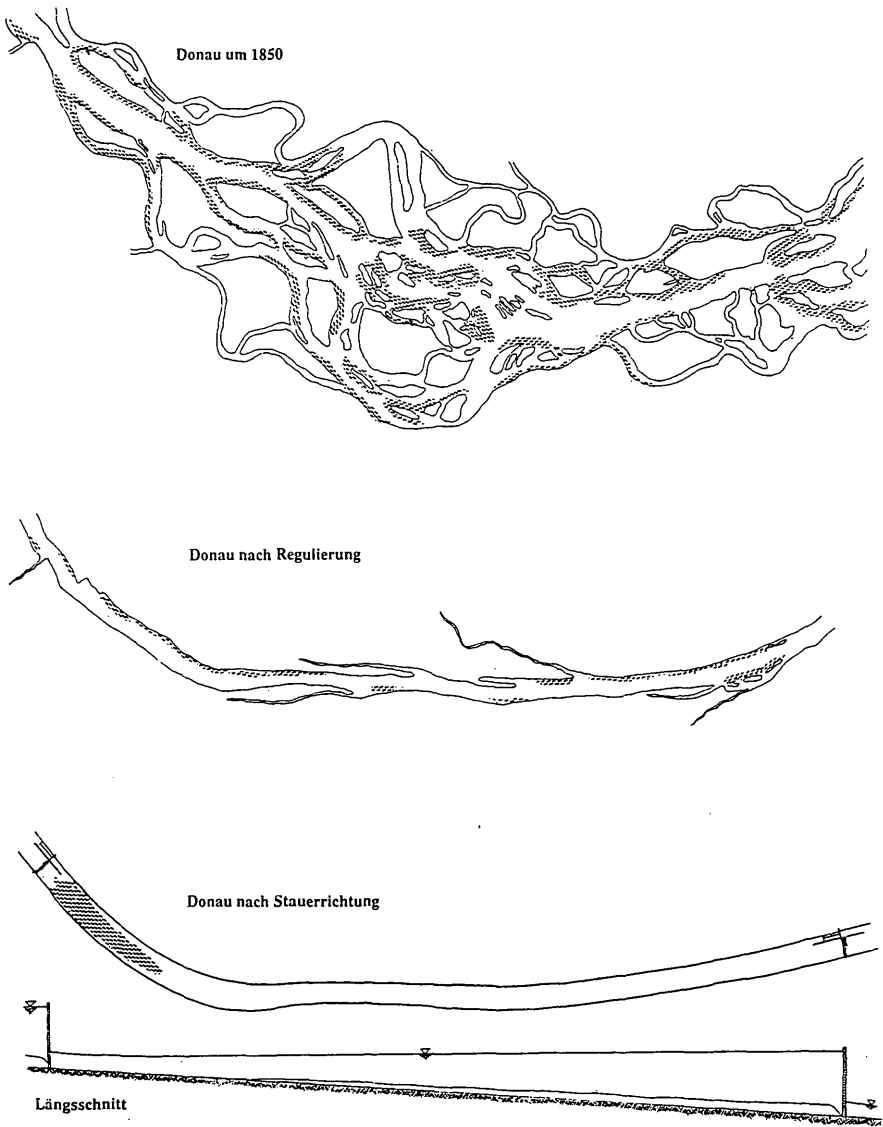 Donau um 1850
Donau nach Regulierung
Donau nach Stauerrichtung
Längsschnitt